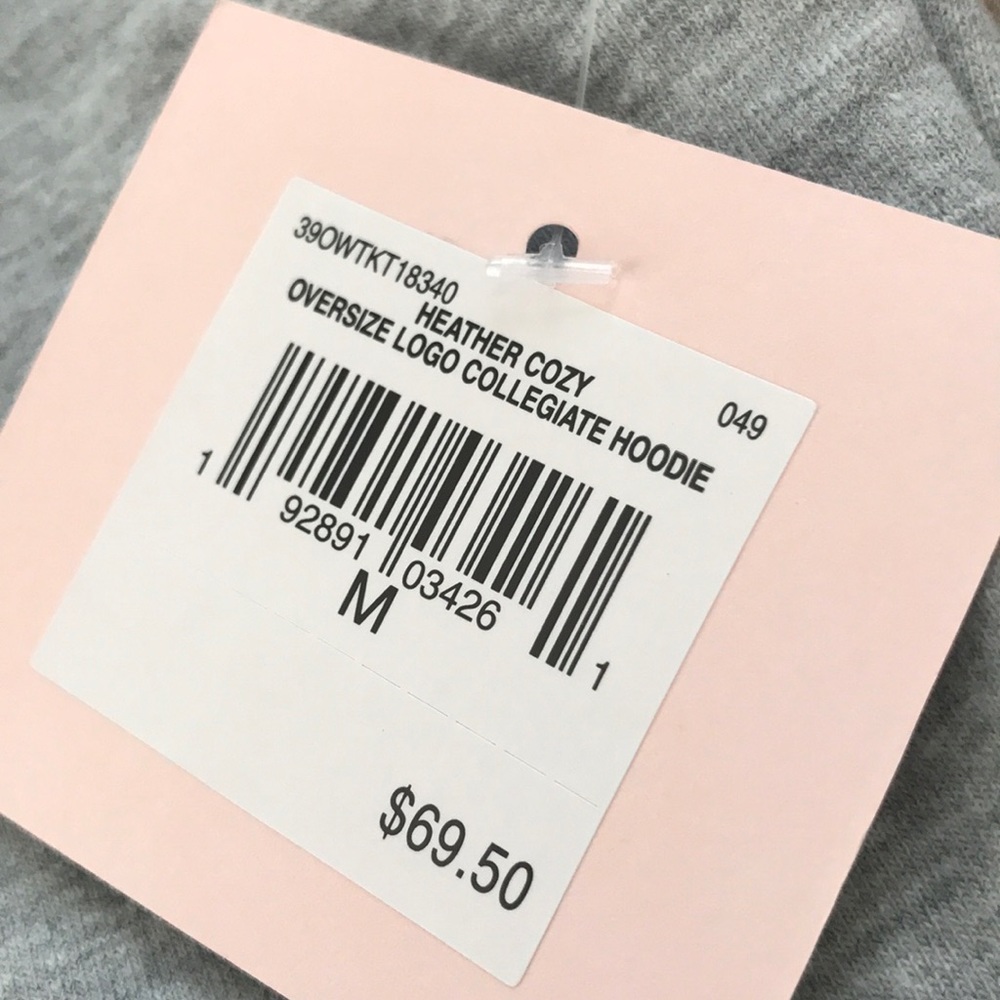 39OWTKT18340
049
HEATHER COZY
OVERSIZE LOGO COLLEGIATE HOODIE
1 92891 03426 1
M
$69.50